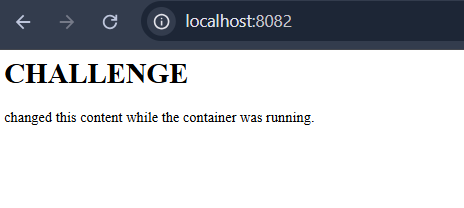 localhost:8082
CHALLENGE
changed this content while the container was running.